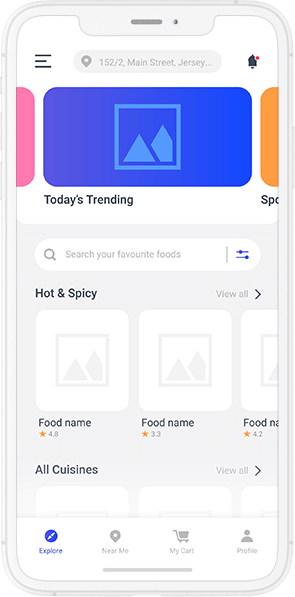 152/2, Main Street, Jersey...
Today's Trending
Spo
Search your favourite foods
Hot & Spicy
View all
Food name
Food name
Food na
4.8
3.3
4.2
All Cuisines
View all
Explore
Near Me
My Cart
Profile